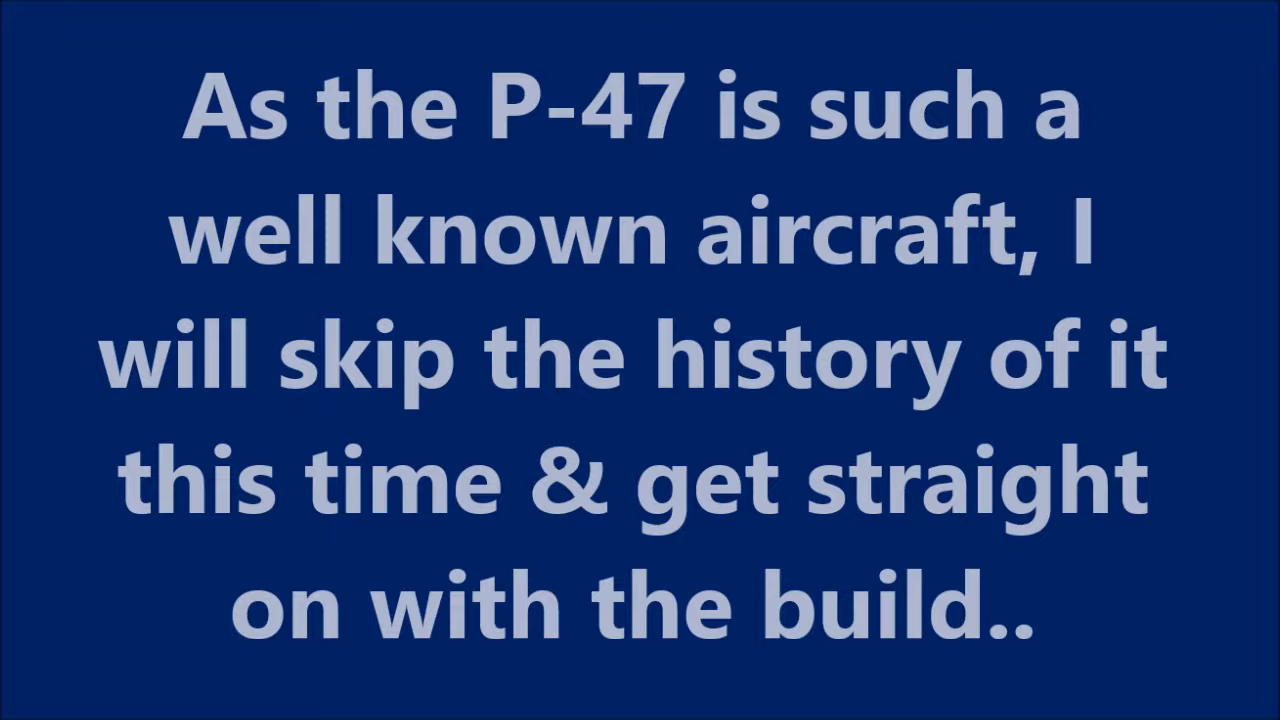 As the P-47 is such a
well known aircraft, I
will skip the history of it
this time & get straight
on with the build..